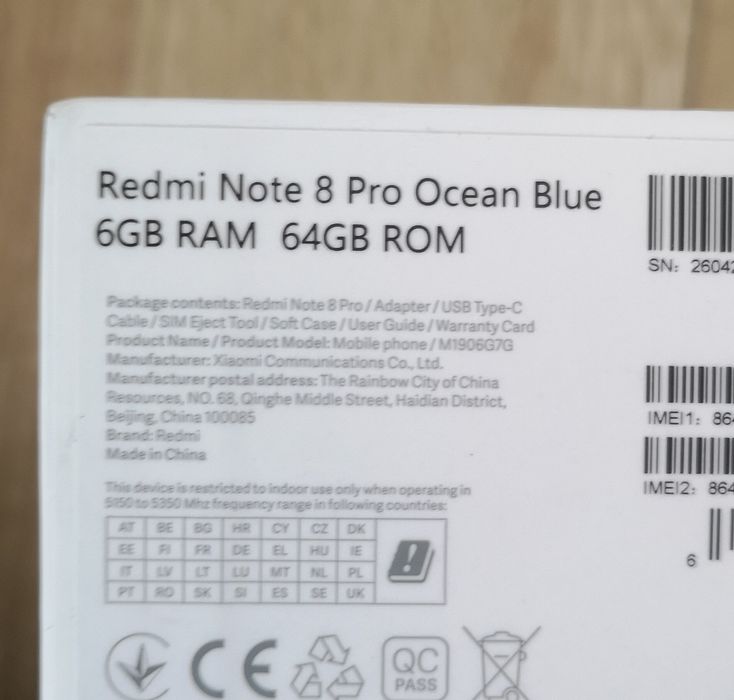 Redmi Note 8 Pro Ocean Blue
6GB RAM 64GB ROM
SN: 26042
Package contents: Redmi Note 8 Pro / Adapter / USB Type-C
Cable / SIM Eject Tool / Soft Case / User Guide / Warranty Card
Product Name / Product Model: Mobile phone / M1906G7G
Manufacturer: Xiaomi Communications Co., Ltd.
Manufacturer postal address: The Rainbow City of China
Resources, NO. 68, Qinghe Middle Street, Haidian District,
Beijing, China 100085
Brand: Redmi
Made in China
IMEI1: 864
IMEI2: 864
This device is restricted to indoor use only when operating in
5150 to 5350 Mhz frequency range in following countries:
AT BE BG HR CY CZ DK
EE FI FR DE EL HU IE
IT LV LT LU MT NL PL
PT RO SK SI ES SE UK
6
CE
QC
PASS